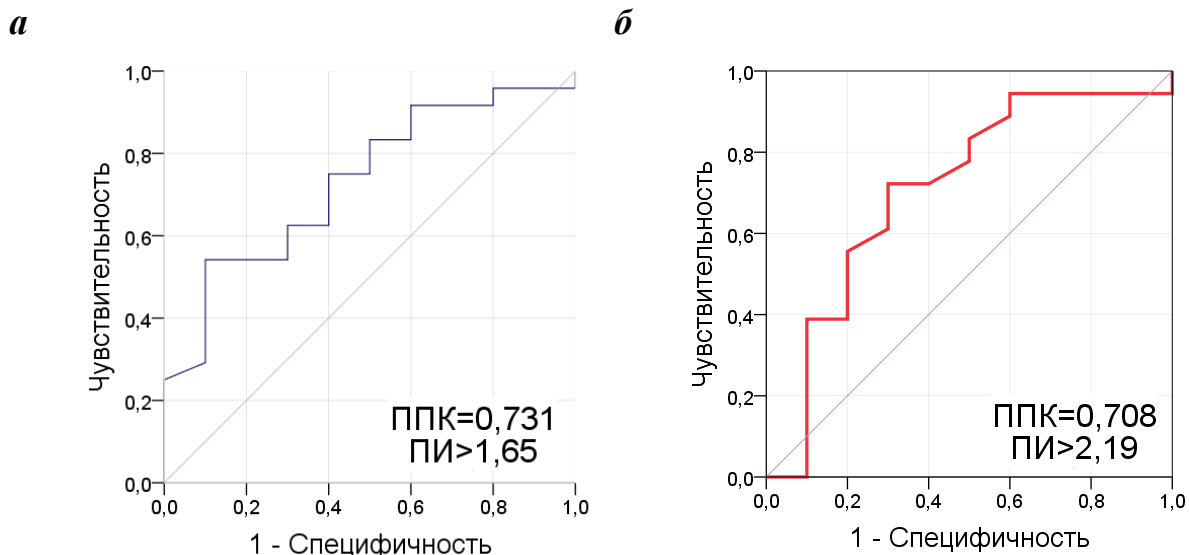 а
1,0
0,8
0,6
0,4
0,2
0,0
Чувствительность
ППК=0,731
ПИ>1,65
0,0 0,2 0,4 0,6 0,8 1,0
1 - Специфичность
б
1,0
0,8
0,6
0,4
0,2
0,0
Чувствительность
ППК=0,708
ПИ>2,19
0,0 0,2 0,4 0,6 0,8 1,0
1 - Специфичность